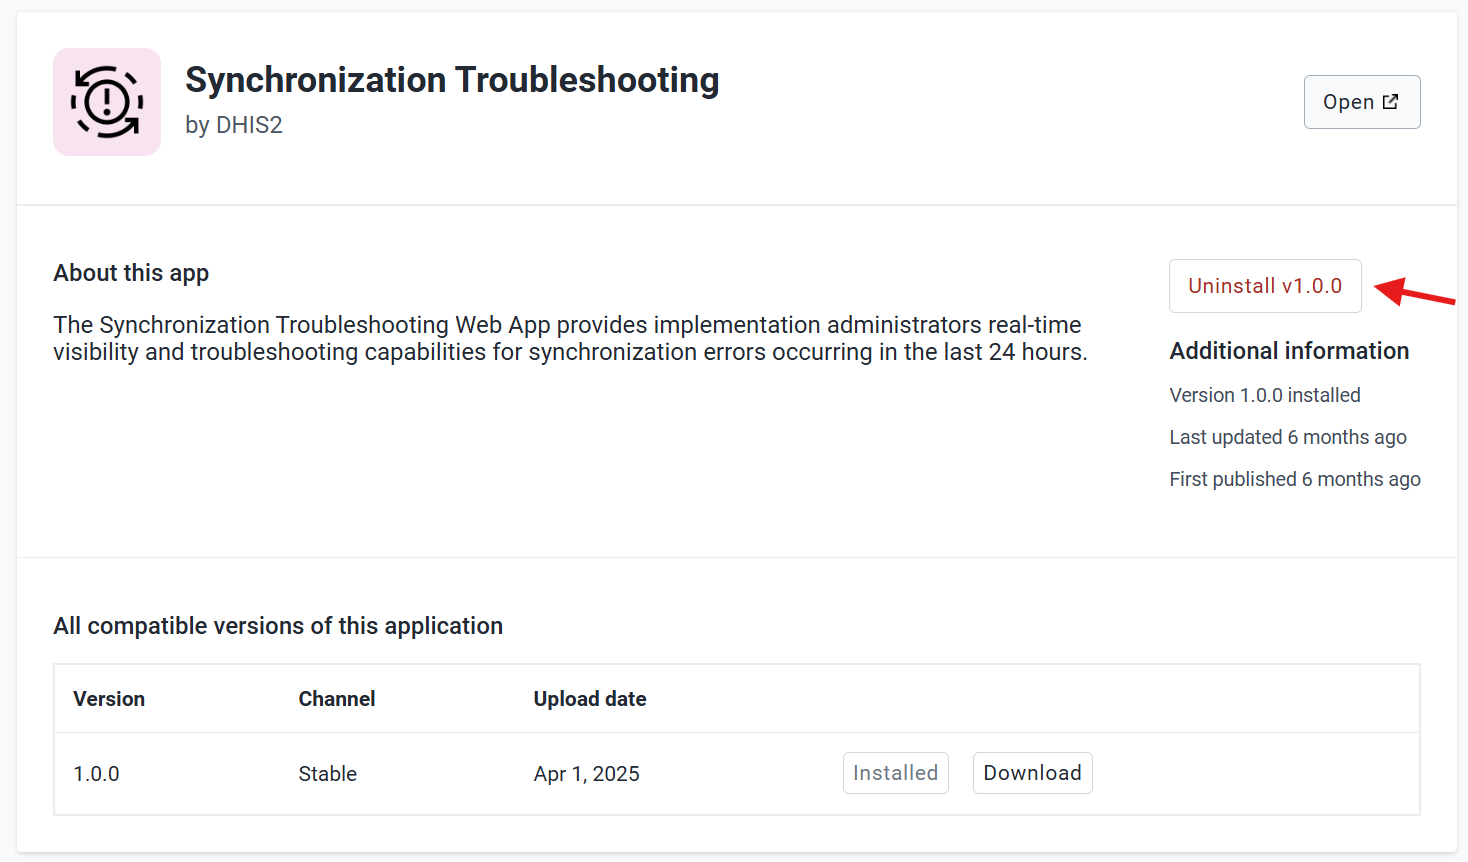 Synchronization Troubleshooting
by DHIS2
Open
About this app
The Synchronization Troubleshooting Web App provides implementation administrators real-time
visibility and troubleshooting capabilities for synchronization errors occurring in the last 24 hours.
Uninstall v1.0.0
Additional information
Version 1.0.0 installed
Last updated 6 months ago
First published 6 months ago
All compatible versions of this application
Version Channel Upload date
1.0.0 Stable Apr 1, 2025 Installed Download